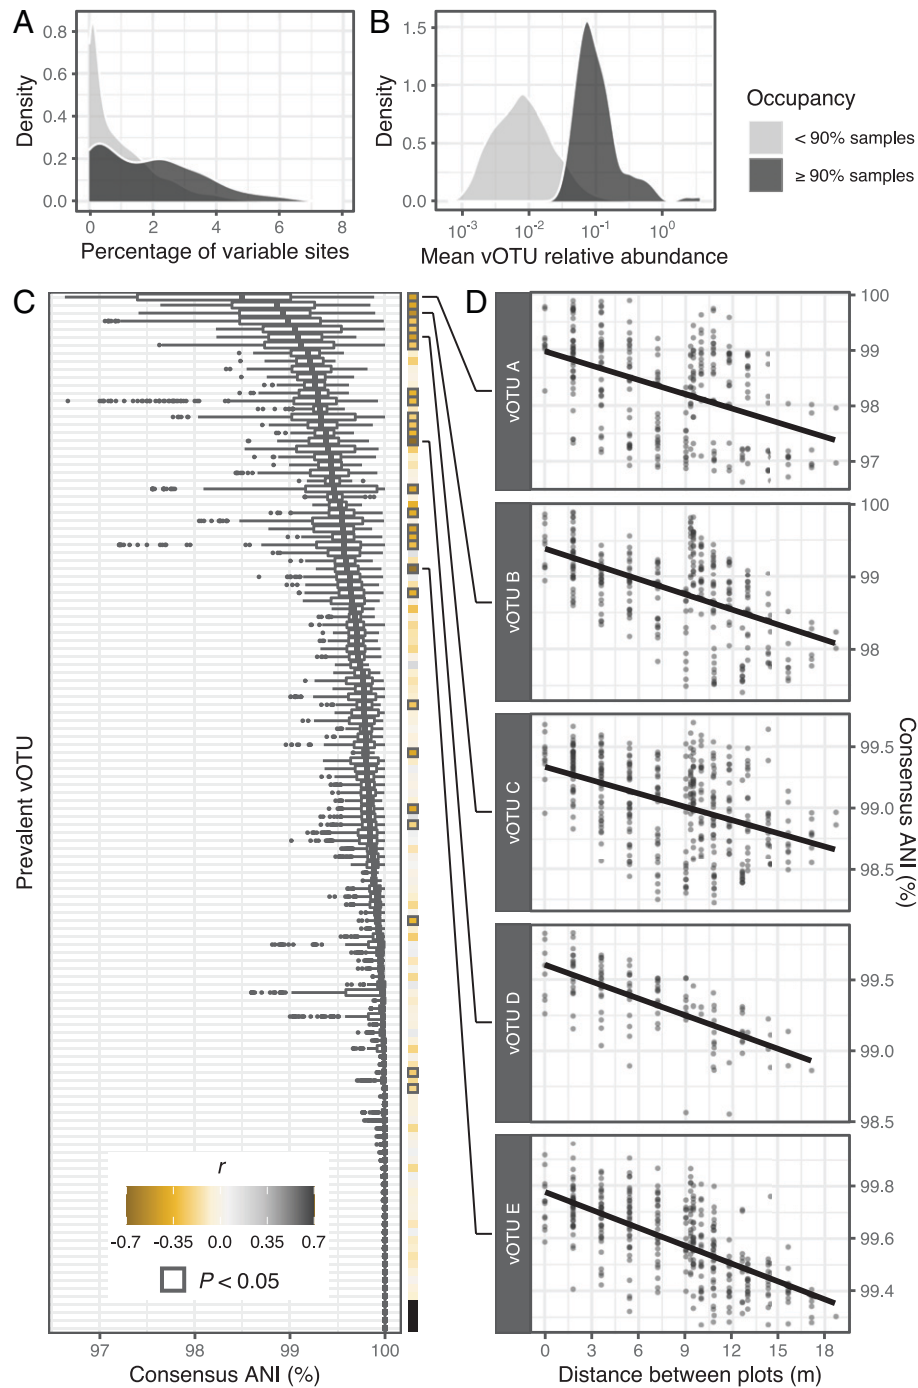 A
0.8
0.6
0.4
0.2
0.0
Density
0 2 4 6 8
Percentage of variable sites
B
1.5
1.0
0.5
0.0
Density
10⁻³ 10⁻² 10⁻¹ 10⁰
Mean vOTU relative abundance
Occupancy
< 90% samples
≥ 90% samples
C
Prevalent vOTU
r
-0.7 -0.35 0.0 0.35 0.7
P < 0.05
97 98 99 100
Consensus ANI (%)
D
vOTU A
100
99
98
97
vOTU B
100
99
98
vOTU C
99.5
99.0
98.5
vOTU D
99.5
99.0
98.5
vOTU E
99.8
99.6
99.4
Consensus ANI (%)
0 3 6 9 12 15 18
Distance between plots (m)